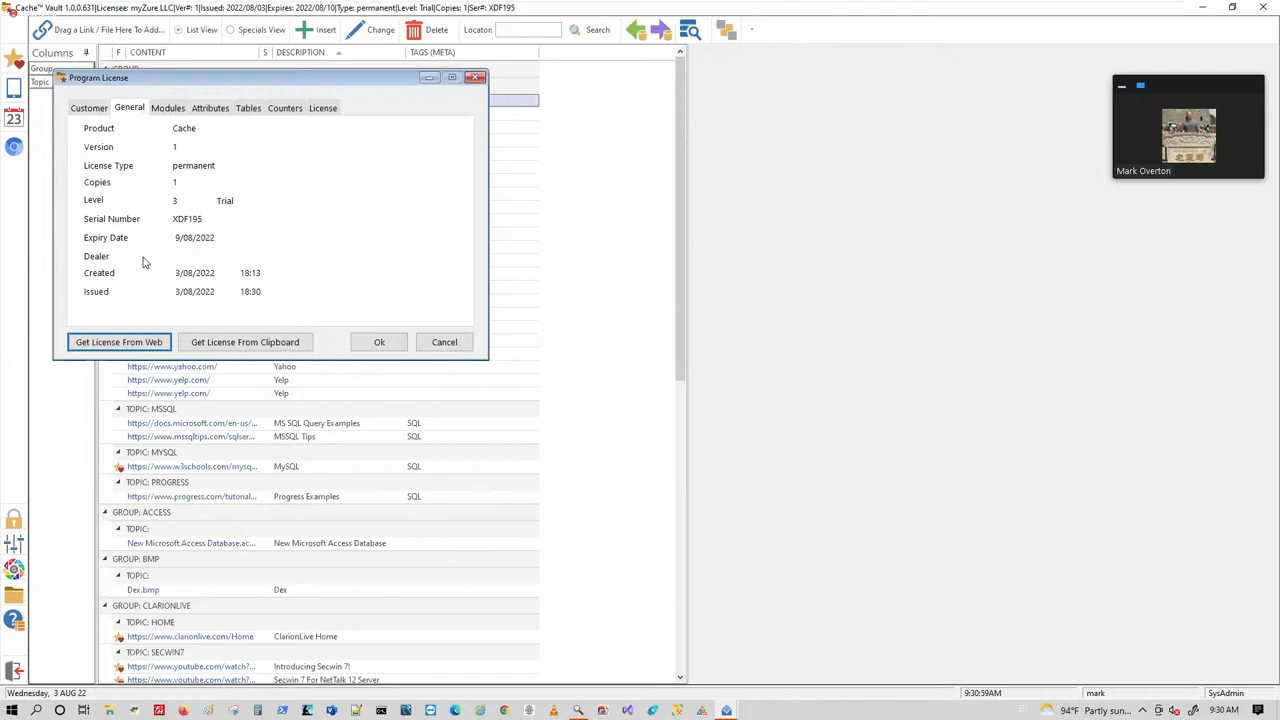 Cache™ Vault 1.0.0.631|Licensee: myZure LLC|Ver#: 1|Issued: 2022/08/03|Expires: 2022/08/10|Type: permanent|Level: Trial|Copies: 1|Ser#: XDF195
Drag a Link / File Here To Add...
List View
Specials View
Insert
Change
Delete
Locator:
Search
Columns
Group
Topic
F
CONTENT
S
DESCRIPTION
TAGS (META)
23
Program License
Customer
General
Modules
Attributes
Tables
Counters
License
Product Cache
Version 1
License Type permanent
Copies 1
Level 3 Trial
Serial Number XDF195
Expiry Date 9/08/2022
Dealer
Created 3/08/2022 18:13
Issued 3/08/2022 18:30
Get License From Web
Get License From Clipboard
Ok
Cancel
Mark Overton
https://www.yahoo.com/ Yahoo
https://www.yelp.com/ Yelp
https://www.yelp.com/ Yelp
TOPIC: MSSQL
https://docs.microsoft.com/en-us/... MS SQL Query Examples SQL
https://www.mssqltips.com/sqlser... MSSQL Tips SQL
TOPIC: MYSQL
https://www.w3schools.com/mysq... MySQL SQL
TOPIC: PROGRESS
https://www.progress.com/tutorial... Progress Examples SQL
GROUP: ACCESS
TOPIC:
New Microsoft Access Database.ac... New Microsoft Access Database
GROUP: BMP
TOPIC:
Dex.bmp Dex
GROUP: CLARIONLIVE
TOPIC: HOME
https://www.clarionlive.com/Home ClarionLive Home
TOPIC: SECWIN7
https://www.youtube.com/watch?... Introducing Secwin 7!
https://www.youtube.com/watch?... Secwin 7 For NetTalk 12 Server
Wednesday, 3 AUG 22
9:30:59AM
mark
SysAdmin
94°F Partly sun...
9:30 AM